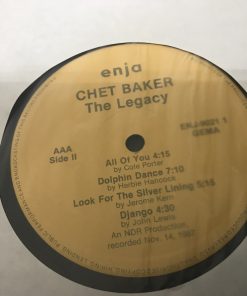 enja
CHET BAKER
The Legacy
AAA
Side II
ENJ-9021 1
GEMA
All Of You 4:15
by Cole Porter
Dolphin Dance 7:10
by Herbie Hancock
Look For The Silver Lining 5:15
by Jerome Kern
Django 4:30
by John Lewis
An NDR Production,
recorded Nov. 14, 1987